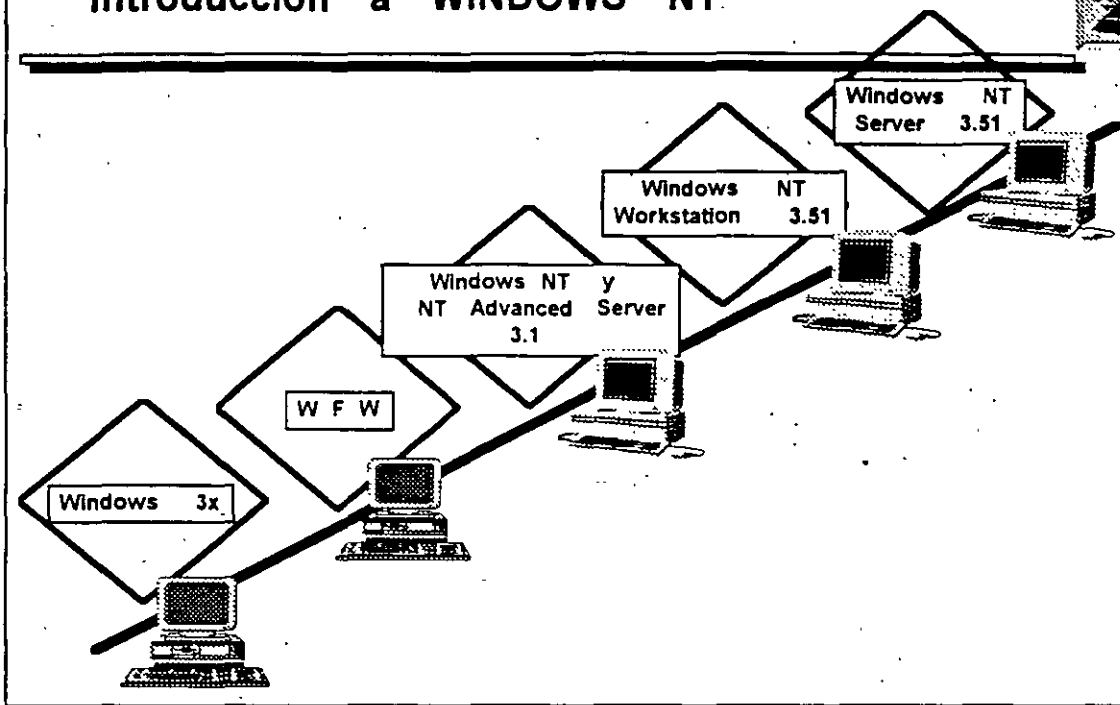 Introducción a WINDOWS NT
Windows NT
Server 3.51
Windows NT
Workstation 3.51
Windows NT y
NT Advanced Server
3.1
W F W
Windows 3x